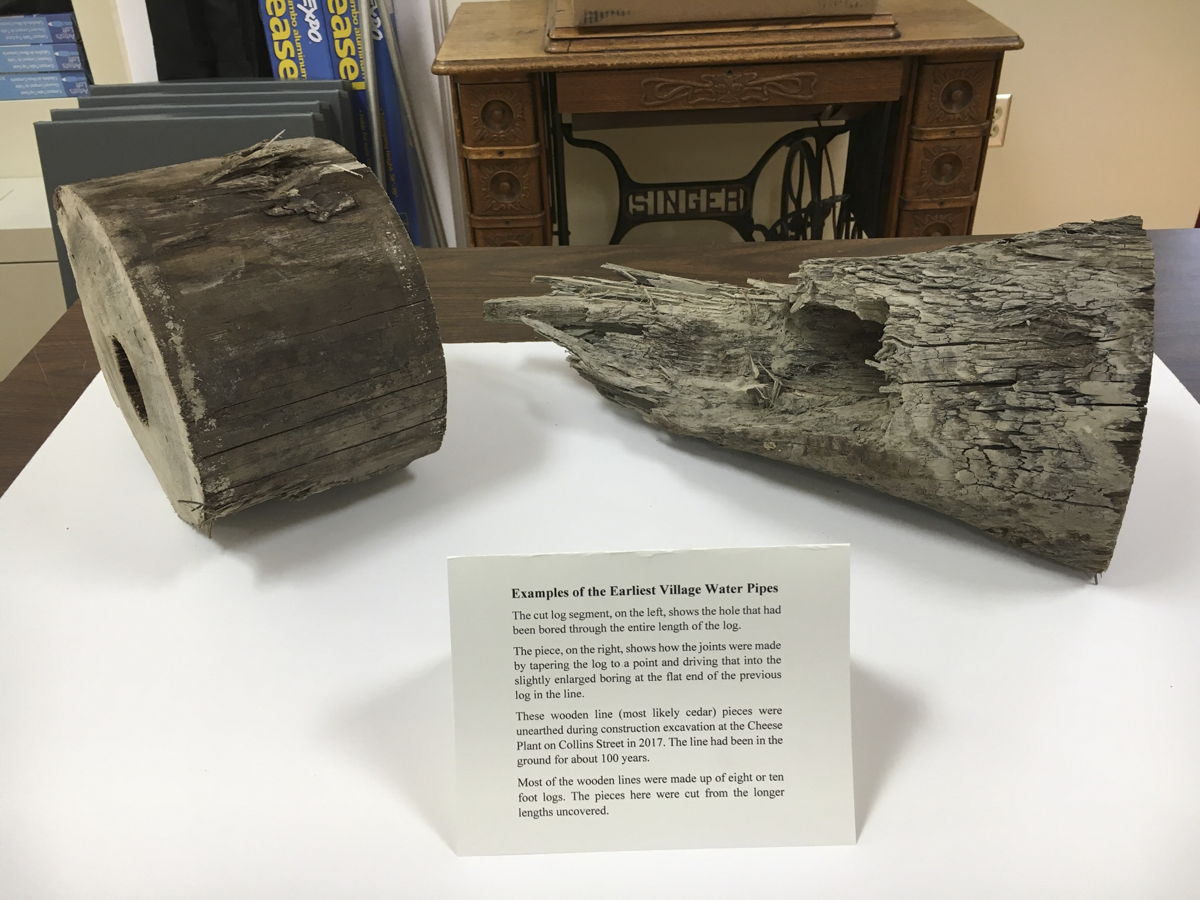 EXPO
ease
EXPO
ease
SINGER
Examples of the Earliest Village Water Pipes
The cut log segment, on the left, shows the hole that had
been bored through the entire length of the log.
The piece, on the right, shows how the joints were made
by tapering the log to a point and driving that into the
slightly enlarged boring at the flat end of the previous
log in the line.
These wooden line (most likely cedar) pieces were
unearthed during construction excavation at the Cheese
Plant on Collins Street in 2017. The line had been in the
ground for about 100 years.
Most of the wooden lines were made up of eight or ten
foot logs. The pieces here were cut from the longer
lengths uncovered.